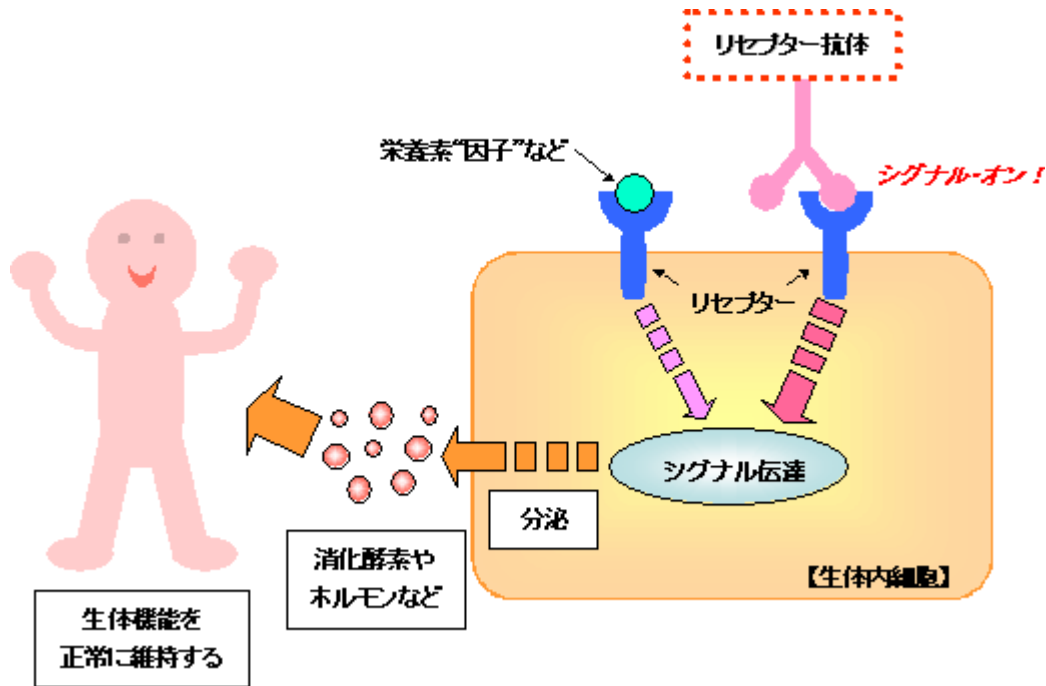 リセプター抗体
栄養素“因子”など
シグナル・オン！
リセプター
シグナル伝達
分泌
消化酵素や
ホルモンなど
【生体内細胞】
生体機能を
正常に維持する